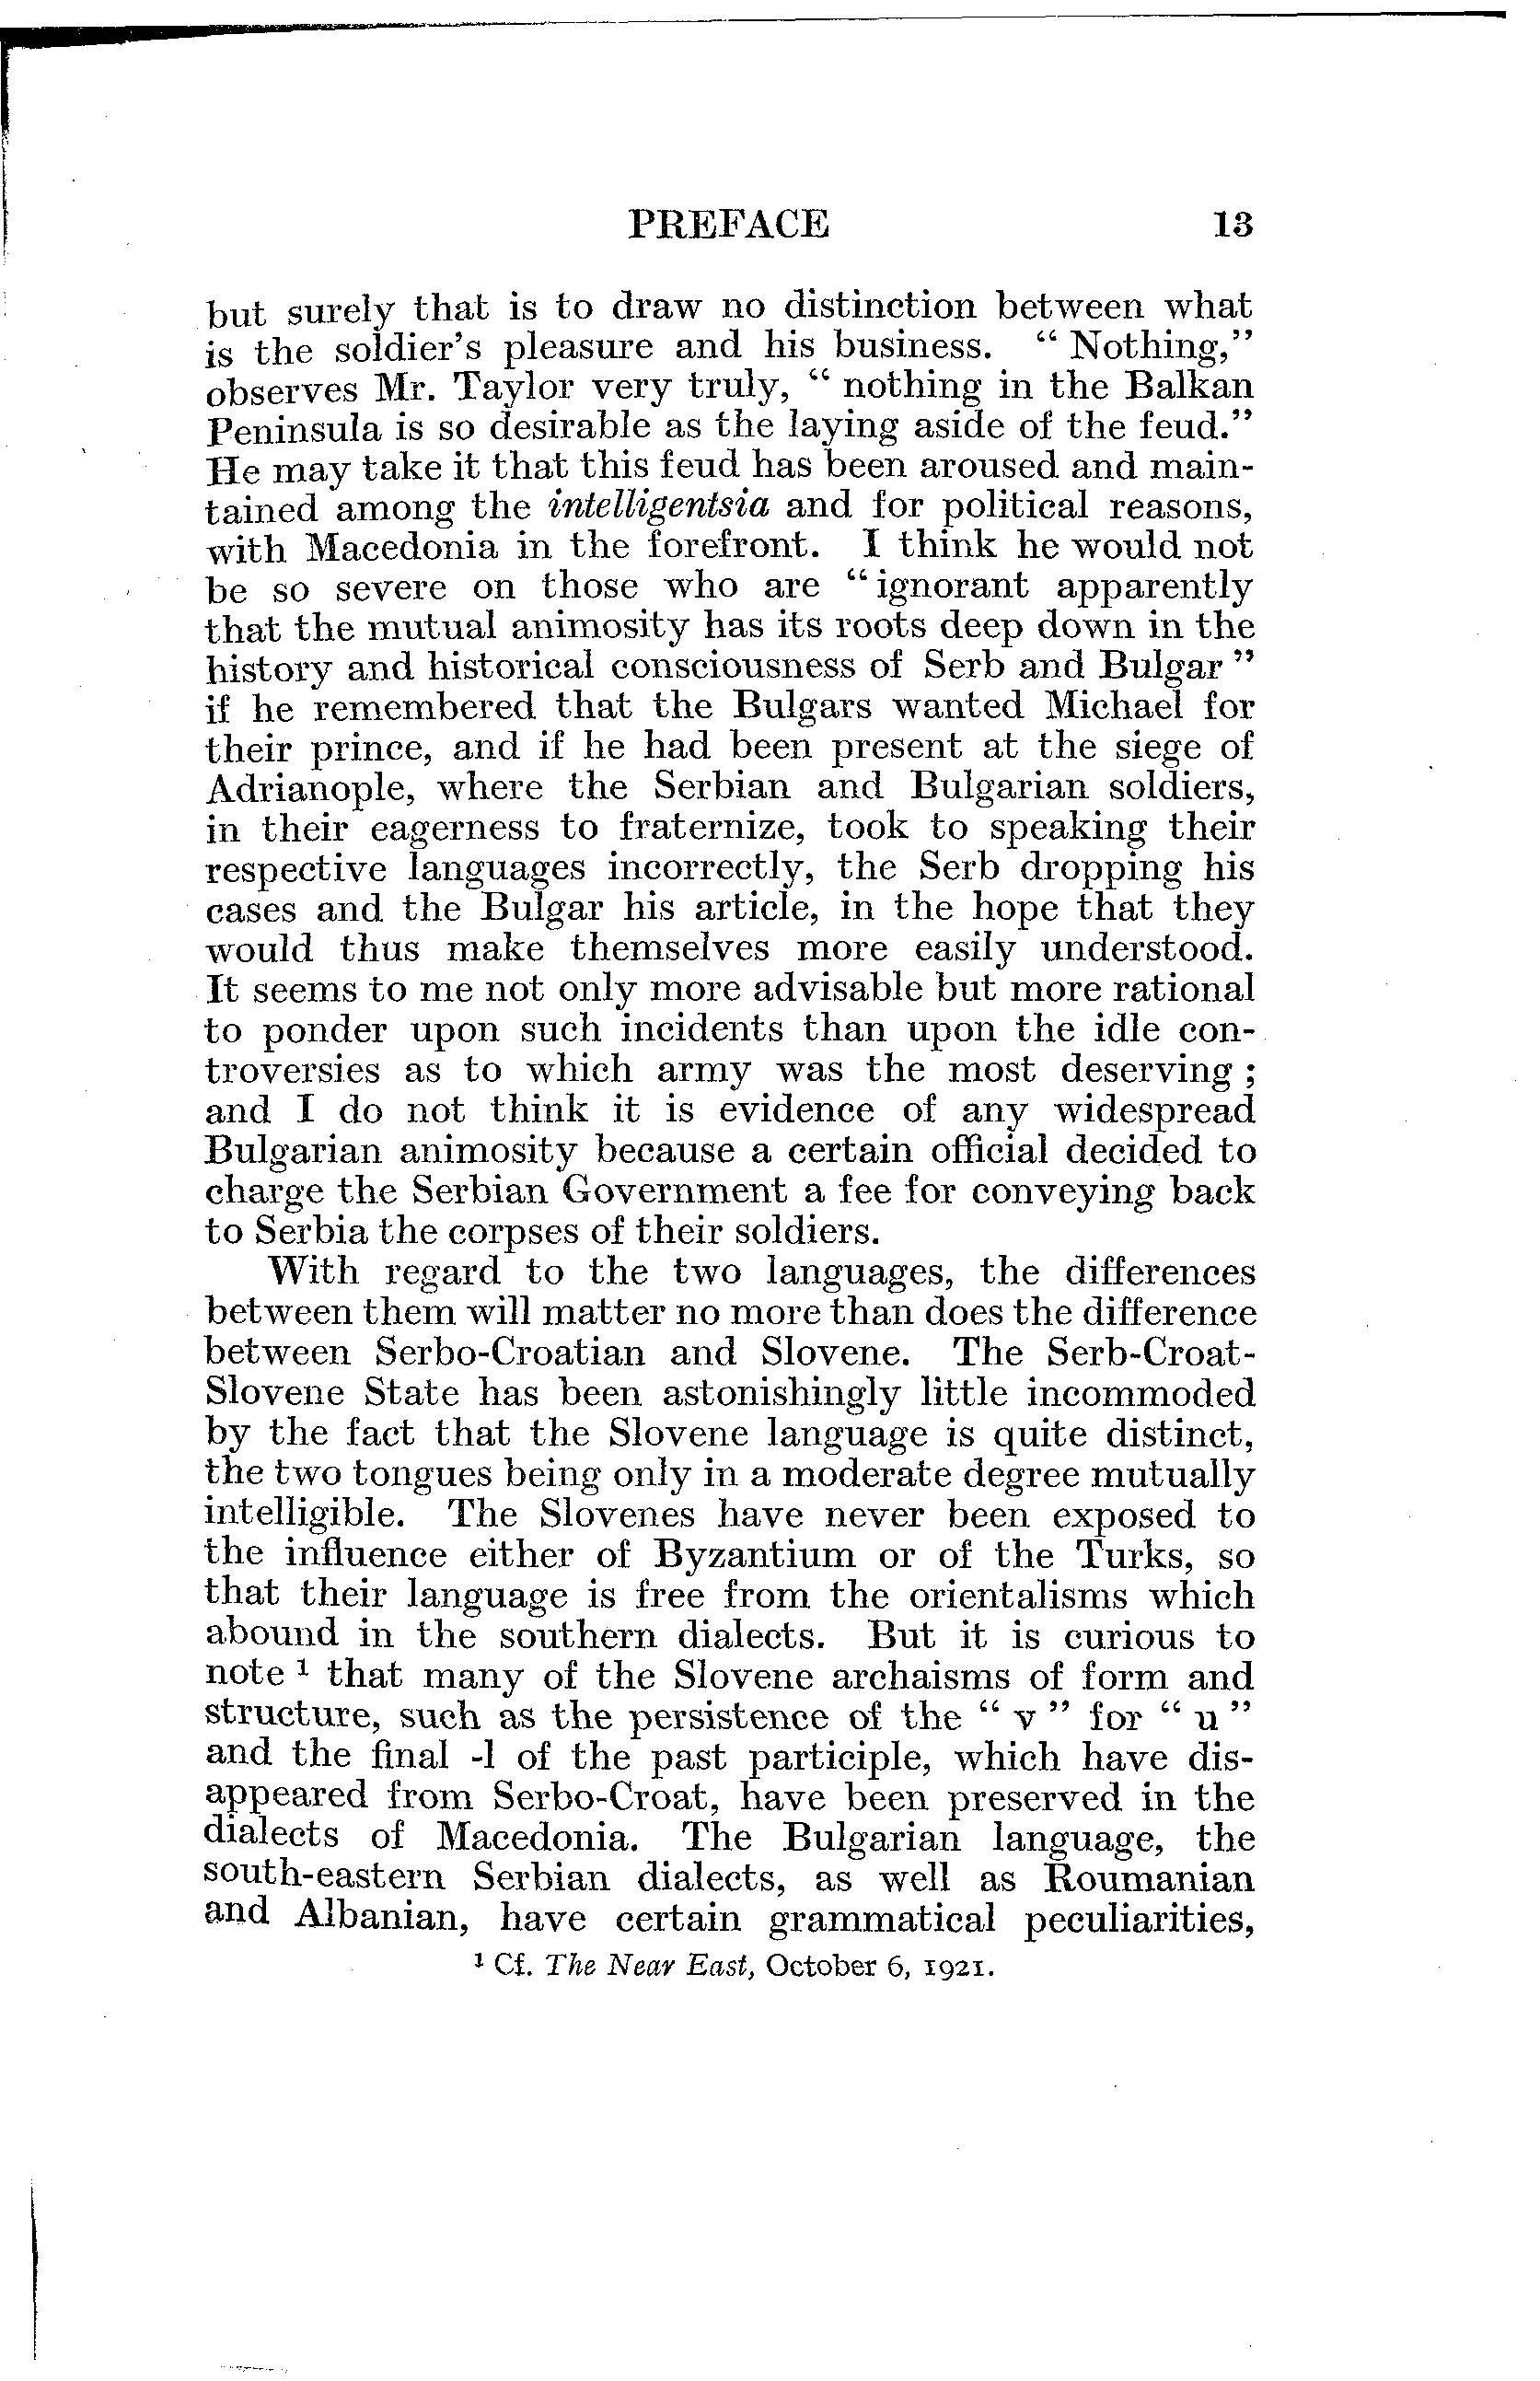 PREFACE 13
but surely that is to draw no distinction between what
is the soldier's pleasure and his business. “ Nothing,”
observes Mr. Taylor very truly, “ nothing in the Balkan
Peninsula is so desirable as the laying aside of the feud.”
He may take it that this feud has been aroused and main-
tained among the intelligentsia and for political reasons,
with Macedonia in the forefront. I think he would not
be so severe on those who are “ ignorant apparently
that the mutual animosity has its roots deep down in the
history and historical consciousness of Serb and Bulgar ”
if he remembered that the Bulgars wanted Michael for
their prince, and if he had been present at the siege of
Adrianople, where the Serbian and Bulgarian soldiers,
in their eagerness to fraternize, took to speaking their
respective languages incorrectly, the Serb dropping his
cases and the Bulgar his article, in the hope that they
would thus make themselves more easily understood.
It seems to me not only more advisable but more rational
to ponder upon such incidents than upon the idle con-
troversies as to which army was the most deserving ;
and I do not think it is evidence of any widespread
Bulgarian animosity because a certain official decided to
charge the Serbian Government a fee for conveying back
to Serbia the corpses of their soldiers.
With regard to the two languages, the differences
between them will matter no more than does the difference
between Serbo-Croatian and Slovene. The Serb-Croat-
Slovene State has been astonishingly little incommoded
by the fact that the Slovene language is quite distinct,
the two tongues being only in a moderate degree mutually
intelligible. The Slovenes have never been exposed to
the influence either of Byzantium or of the Turks, so
that their language is free from the orientalisms which
abound in the southern dialects. But it is curious to
note ¹ that many of the Slovene archaisms of form and
structure, such as the persistence of the “ v ” for “ u ”
and the final -l of the past participle, which have dis-
appeared from Serbo-Croat, have been preserved in the
dialects of Macedonia. The Bulgarian language, the
south-eastern Serbian dialects, as well as Roumanian
and Albanian, have certain grammatical peculiarities,
¹ Cf. The Near East, October 6, 1921.